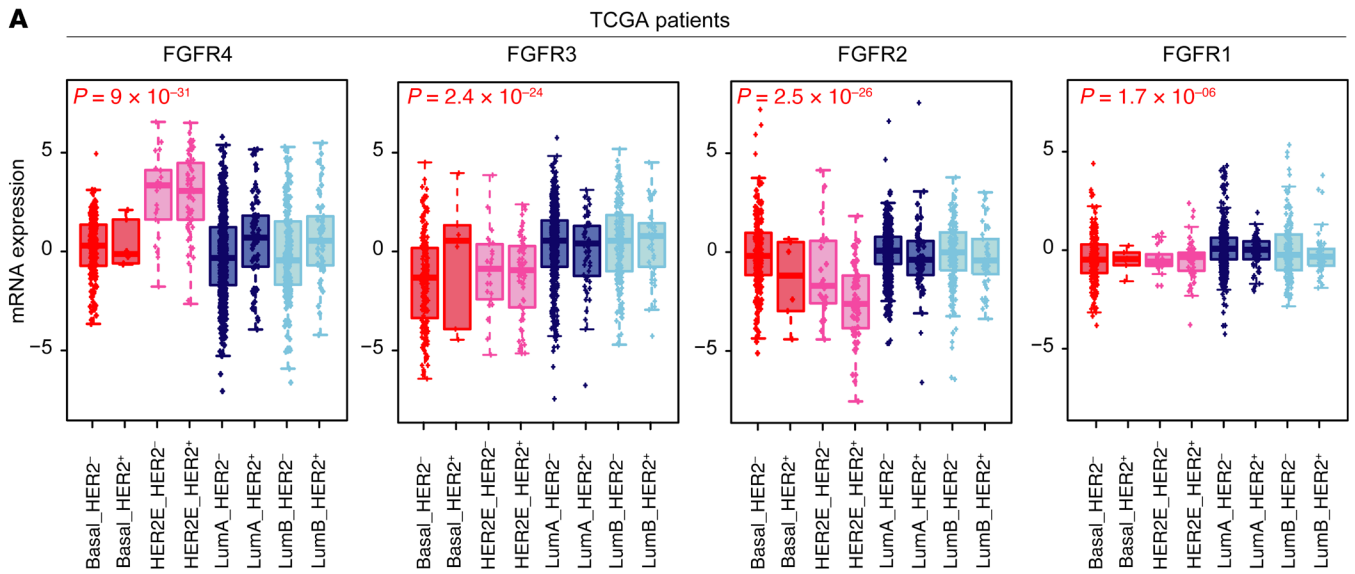 A
TCGA patients
FGFR4
FGFR3
FGFR2
FGFR1
mRNA expression
P = 9 × 10⁻³¹
5
0
−5
P = 2.4 × 10⁻²⁴
5
0
−5
P = 2.5 × 10⁻²⁶
5
0
−5
P = 1.7 × 10⁻⁰⁶
5
0
−5
Basal_HER2⁻
Basal_HER2⁺
HER2E_HER2⁻
HER2E_HER2⁺
LumA_HER2⁻
LumA_HER2⁺
LumB_HER2⁻
LumB_HER2⁺
Basal_HER2⁻
Basal_HER2⁺
HER2E_HER2⁻
HER2E_HER2⁺
LumA_HER2⁻
LumA_HER2⁺
LumB_HER2⁻
LumB_HER2⁺
Basal_HER2⁻
Basal_HER2⁺
HER2E_HER2⁻
HER2E_HER2⁺
LumA_HER2⁻
LumA_HER2⁺
LumB_HER2⁻
LumB_HER2⁺
Basal_HER2⁻
Basal_HER2⁺
HER2E_HER2⁻
HER2E_HER2⁺
LumA_HER2⁻
LumA_HER2⁺
LumB_HER2⁻
LumB_HER2⁺